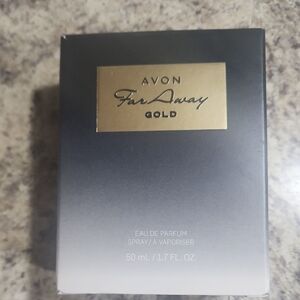 AVON
Far Away
GOLD
EAU DE PARFUM
SPRAY / À VAPORISER
50 mL / 1.7 FL. OZ.